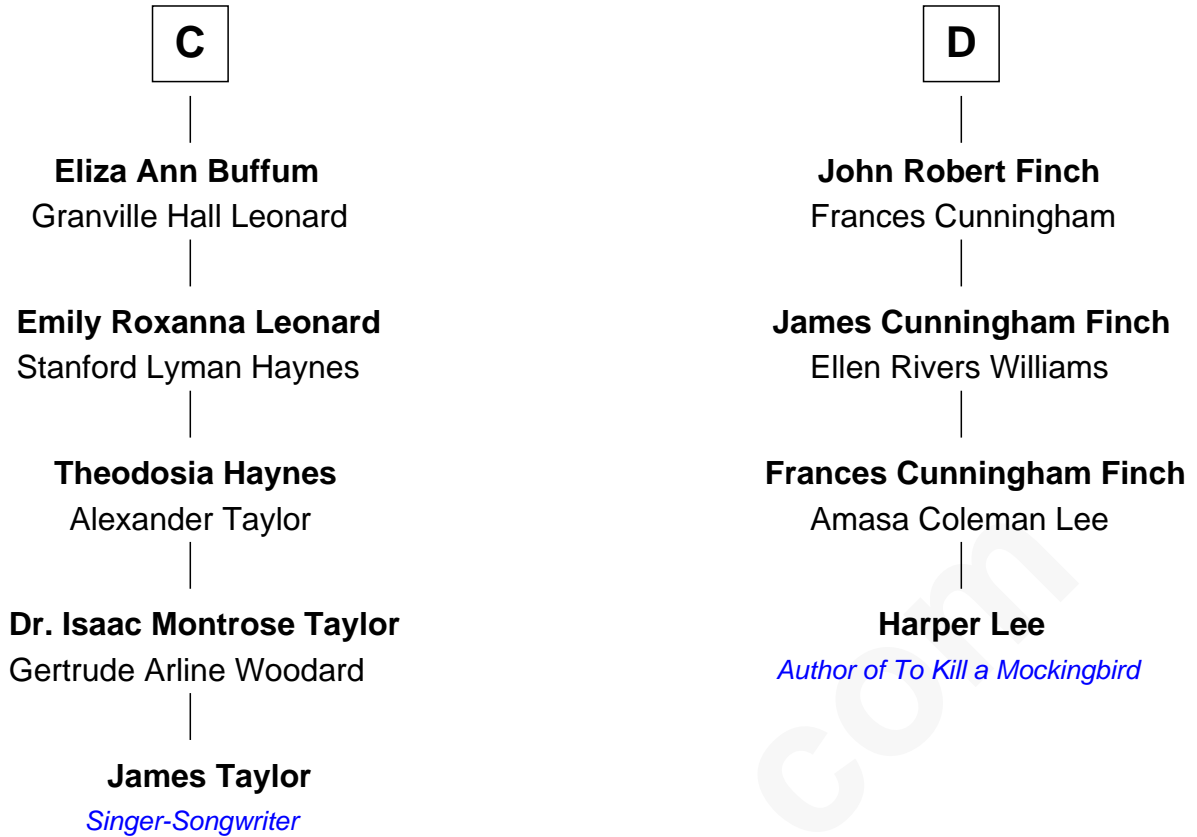 C
Eliza Ann Buffum
Granville Hall Leonard
Emily Roxanna Leonard
Stanford Lyman Haynes
Theodosia Haynes
Alexander Taylor
Dr. Isaac Montrose Taylor
Gertrude Arline Woodard
James Taylor
Singer-Songwriter
D
John Robert Finch
Frances Cunningham
James Cunningham Finch
Ellen Rivers Williams
Frances Cunningham Finch
Amasa Coleman Lee
Harper Lee
Author of To Kill a Mockingbird
com